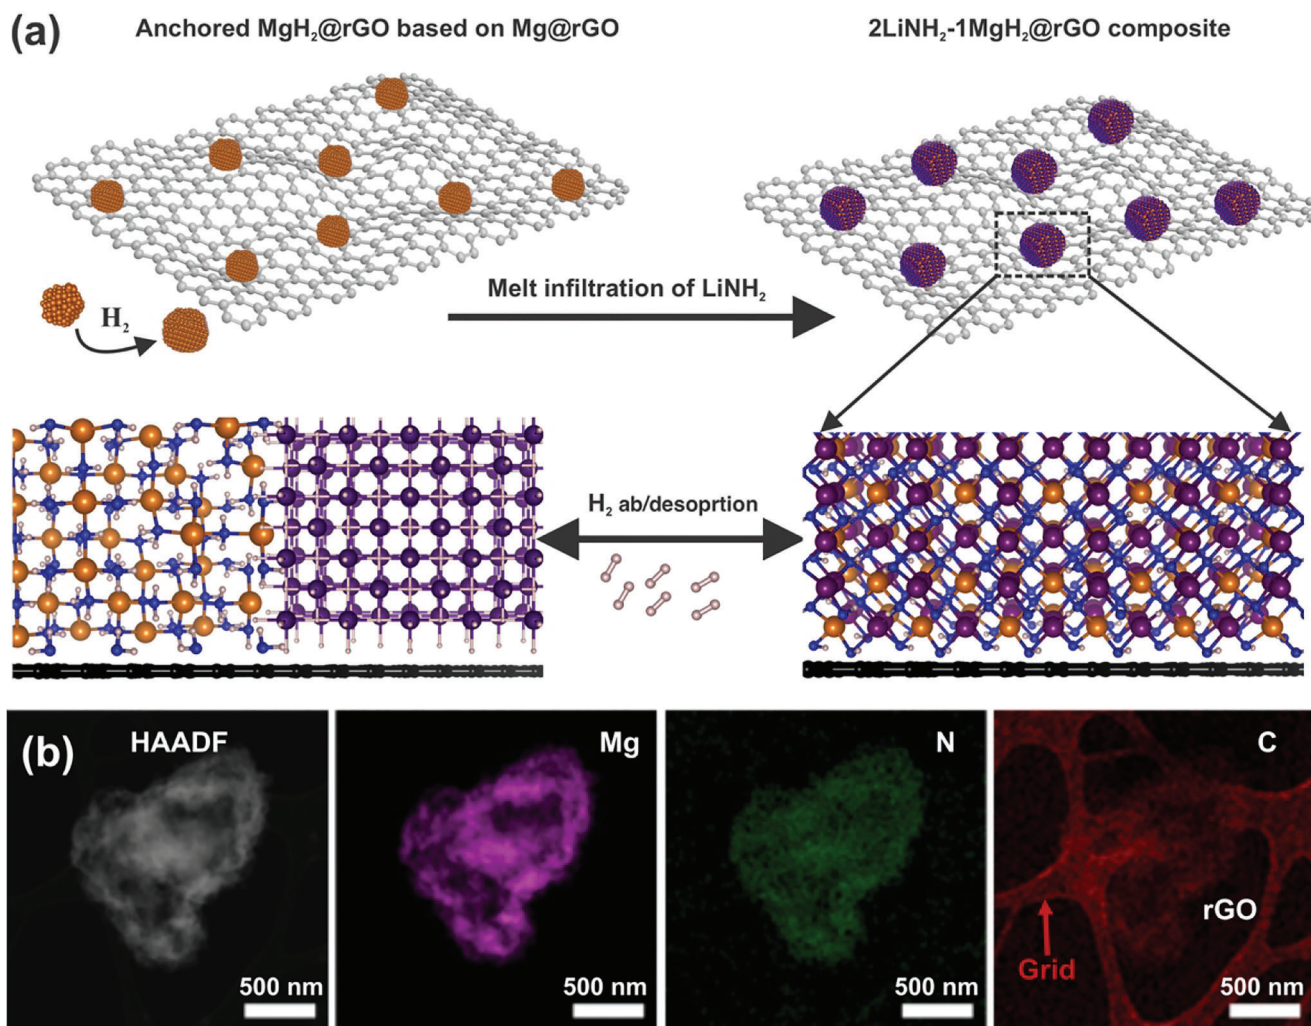 (a)
Anchored MgH₂@rGO based on Mg@rGO
2LiNH₂-1MgH₂@rGO composite
Melt infiltration of LiNH₂
H₂
H₂ ab/desoprtion
(b)
HAADF
500 nm
Mg
500 nm
N
500 nm
C
rGO
Grid
500 nm